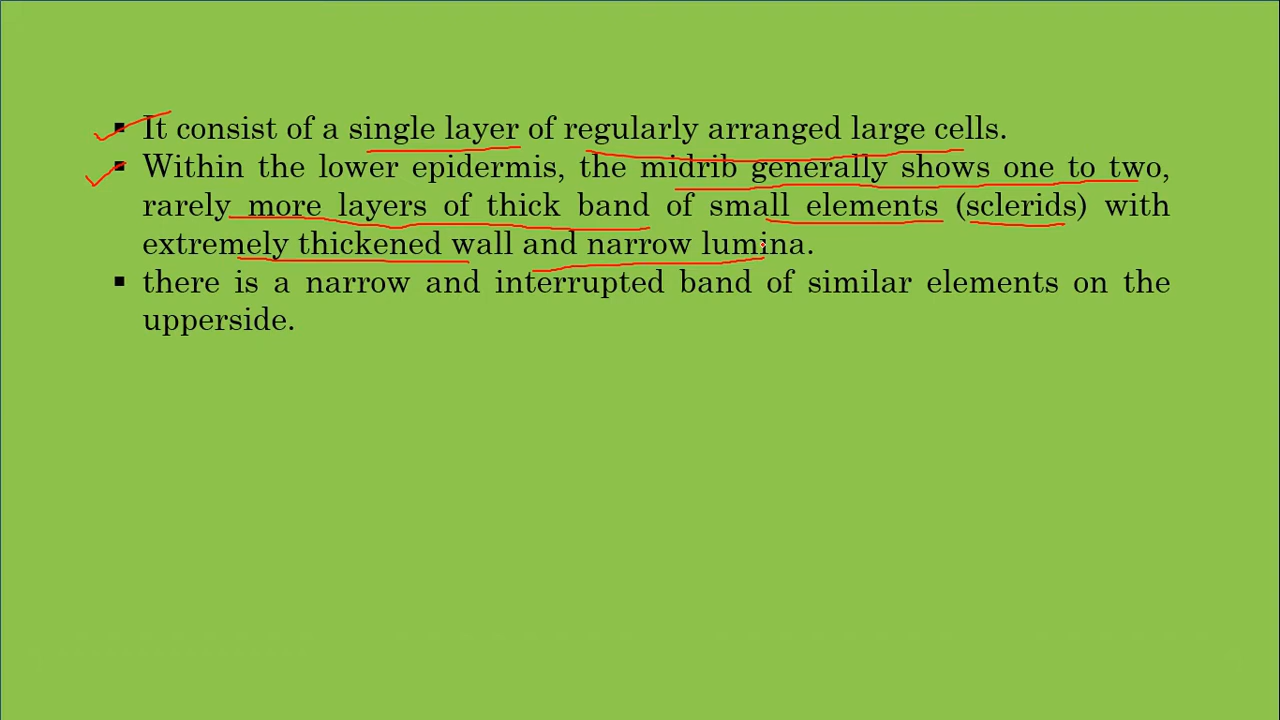 ▪ It consist of a single layer of regularly arranged large cells.
▪ Within the lower epidermis, the midrib generally shows one to two,
rarely more layers of thick band of small elements (sclerids) with
extremely thickened wall and narrow lumina.
▪ there is a narrow and interrupted band of similar elements on the
upperside.